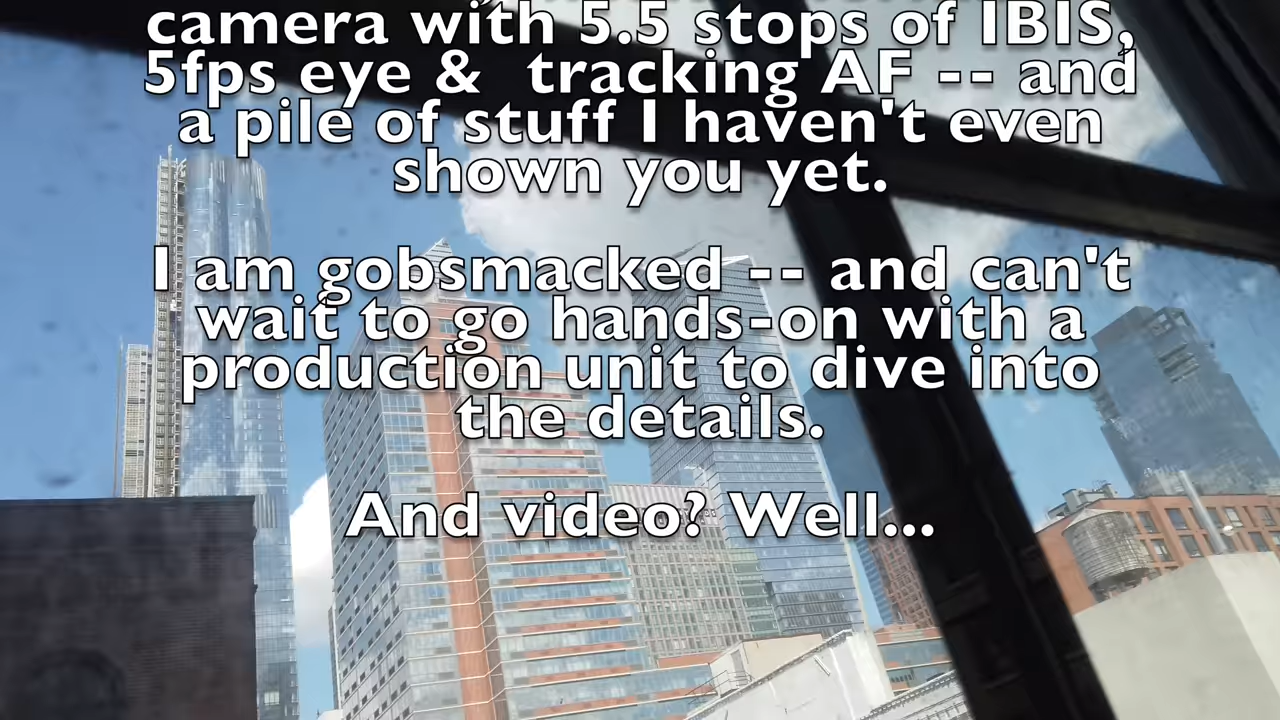 camera with 5.5 stops of IBIS,
5fps eye &  tracking AF -- and
a pile of stuff I haven't even
shown you yet.
I am gobsmacked -- and can't
wait to go hands-on with a
production unit to dive into
the details.
And video? Well...